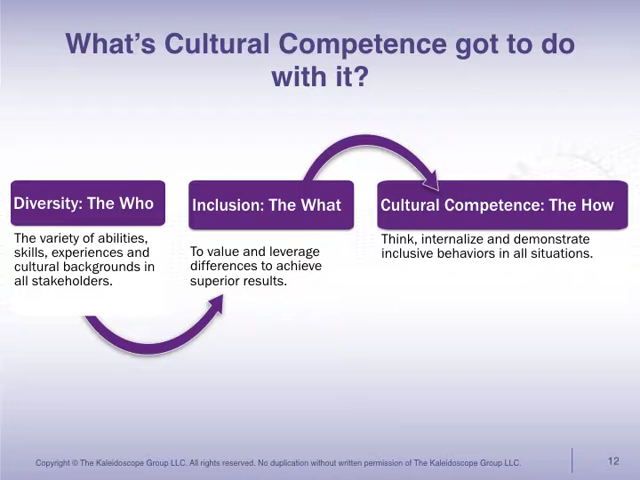 What’s Cultural Competence got to do
with it?
Diversity: The Who
The variety of abilities,
skills, experiences and
cultural backgrounds in
all stakeholders.
Inclusion: The What
To value and leverage
differences to achieve
superior results.
Cultural Competence: The How
Think, internalize and demonstrate
inclusive behaviors in all situations.
Copyright © The Kaleidoscope Group LLC. All rights reserved. No duplication without written permission of The Kaleidoscope Group LLC.
12